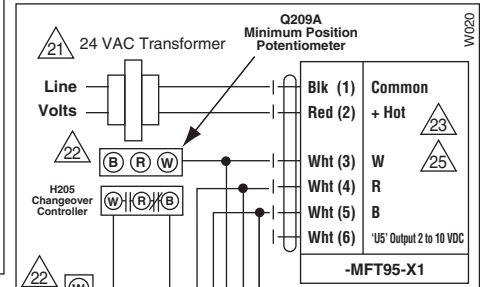 W020
Q209A
Minimum Position
Potentiometer
21 24 VAC Transformer
Line
Volts
Blk (1) Common
Red (2) + Hot
23
22
B R W
Wht (3) W
25
Wht (4) R
H205
Changeover
Controller
W R B
Wht (5) B
Wht (6) 'U5' Output 2 to 10 VDC
-MFT95-X1
22
W